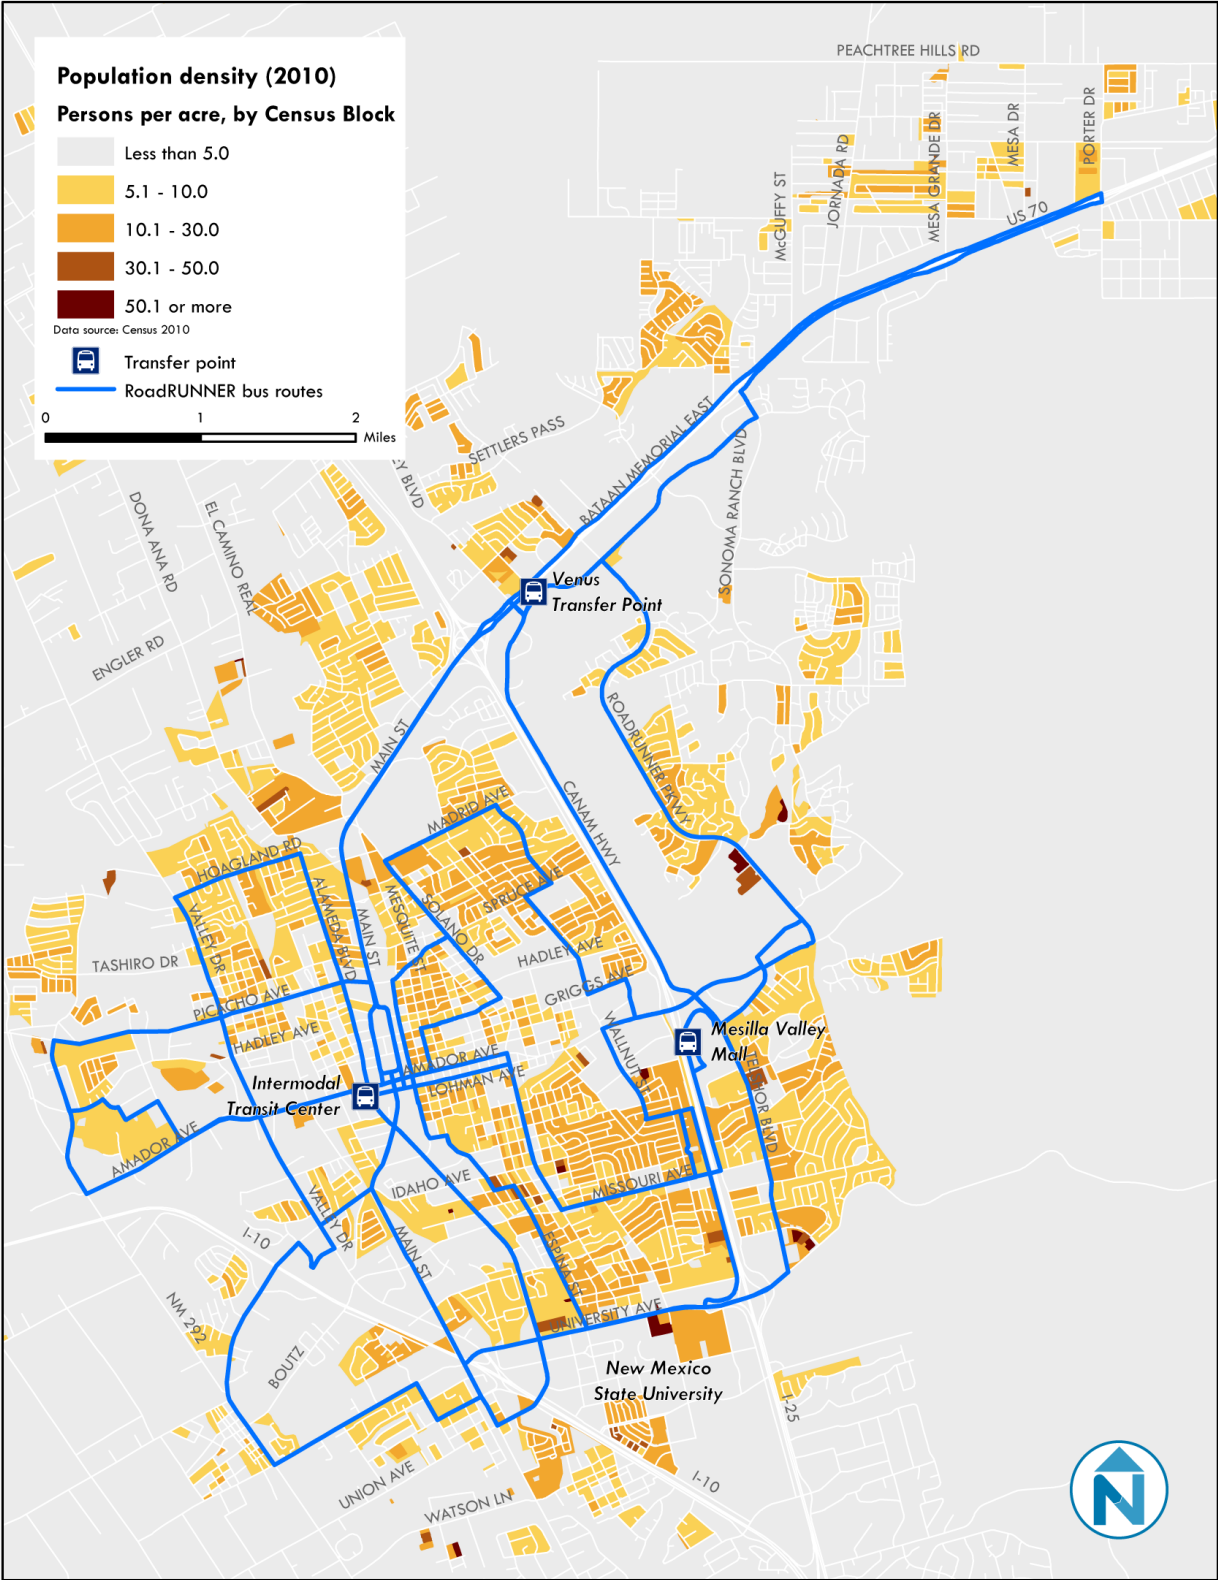 Population density (2010)
Persons per acre, by Census Block
Less than 5.0
5.1 - 10.0
10.1 - 30.0
30.1 - 50.0
50.1 or more
Data source: Census 2010
Transfer point
RoadRUNNER bus routes
0 1 2
Miles
PEACHTREE HILLS RD
PORTER DR
MESA DR
MESA GRANDE DR
JORNADA RD
McGUFFY ST
US 70
BATAAN MEMORIAL EAST
SETTLERS PASS
EY BLVD
SONOMA RANCH BLVD
DONA ANA RD
EL CAMINO REAL
ENGLER RD
Venus
Transfer Point
MAIN ST
ROADRUNNER PKWY
CANAM HWY
MADRID AVE
HOAGLAND RD
SPRUCE AVE
ALAMEDA BLVD
MESQUITE ST
SOLANO DR
MAIN ST
VALLEY DR
HADLEY AVE
TASHIRO DR
GRIGGS AVE
PICACHO AVE
HADLEY AVE
WALLNUT ST
Mesilla Valley
Mall
AMADOR AVE
LOHMAN AVE
TELSHOR BLVD
Intermodal
Transit Center
AMADOR AVE
IDAHO AVE
MISSOURI AVE
VALLEY DR
MAIN ST
I-10
ESPINA ST
NM 292
UNIVERSITY AVE
BOUTZ
New Mexico
State University
I-25
UNION AVE
I-10
WATSON LN
N